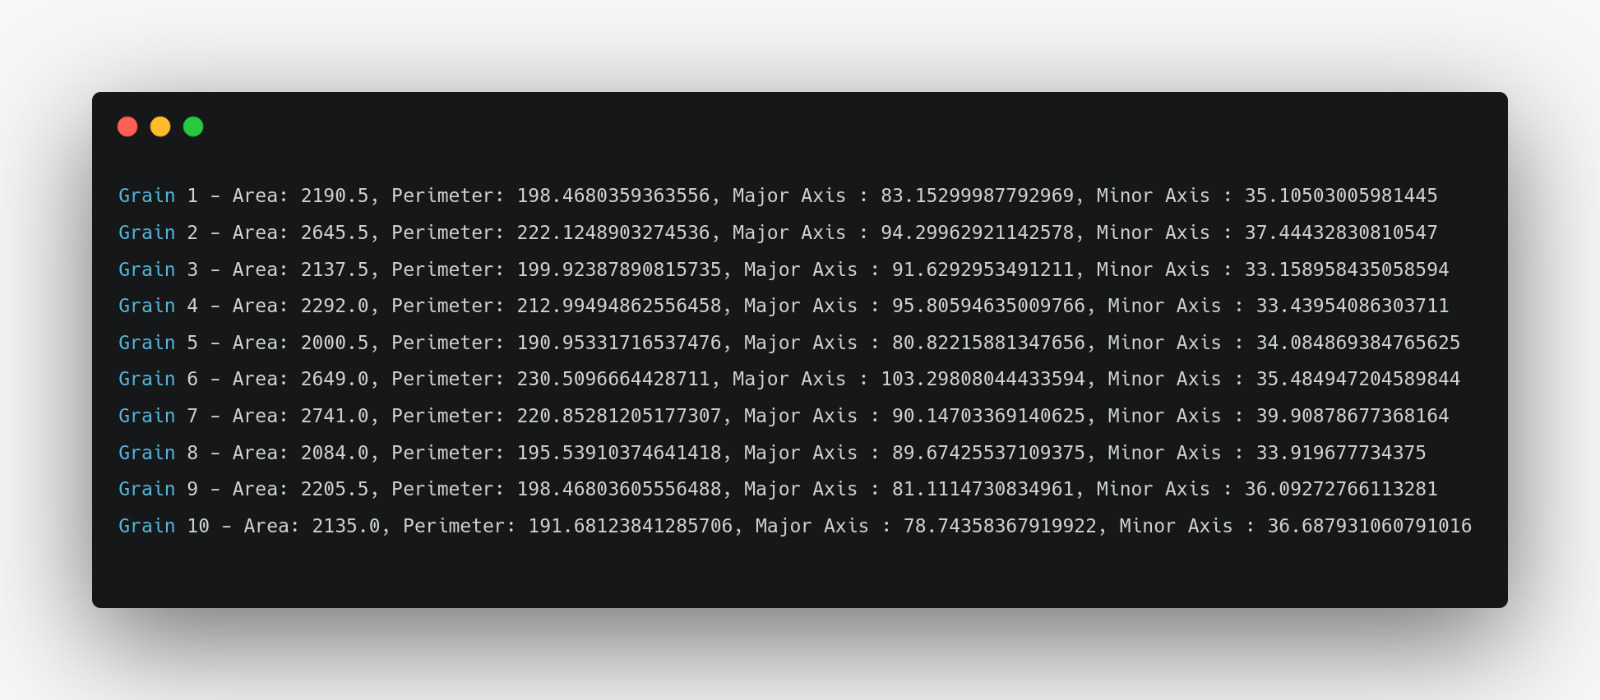 Grain 1 - Area: 2190.5, Perimeter: 198.4680359363556, Major Axis : 83.15299987792969, Minor Axis : 35.10503005981445
Grain 2 - Area: 2645.5, Perimeter: 222.1248903274536, Major Axis : 94.29962921142578, Minor Axis : 37.44432830810547
Grain 3 - Area: 2137.5, Perimeter: 199.92387890815735, Major Axis : 91.6292953491211, Minor Axis : 33.158958435058594
Grain 4 - Area: 2292.0, Perimeter: 212.99494862556458, Major Axis : 95.80594635009766, Minor Axis : 33.43954086303711
Grain 5 - Area: 2000.5, Perimeter: 190.95331716537476, Major Axis : 80.82215881347656, Minor Axis : 34.084869384765625
Grain 6 - Area: 2649.0, Perimeter: 230.5096664428711, Major Axis : 103.29808044433594, Minor Axis : 35.484947204589844
Grain 7 - Area: 2741.0, Perimeter: 220.85281205177307, Major Axis : 90.14703369140625, Minor Axis : 39.90878677368164
Grain 8 - Area: 2084.0, Perimeter: 195.53910374641418, Major Axis : 89.67425537109375, Minor Axis : 33.919677734375
Grain 9 - Area: 2205.5, Perimeter: 198.46803605556488, Major Axis : 81.1114730834961, Minor Axis : 36.09272766113281
Grain 10 - Area: 2135.0, Perimeter: 191.68123841285706, Major Axis : 78.74358367919922, Minor Axis : 36.687931060791016